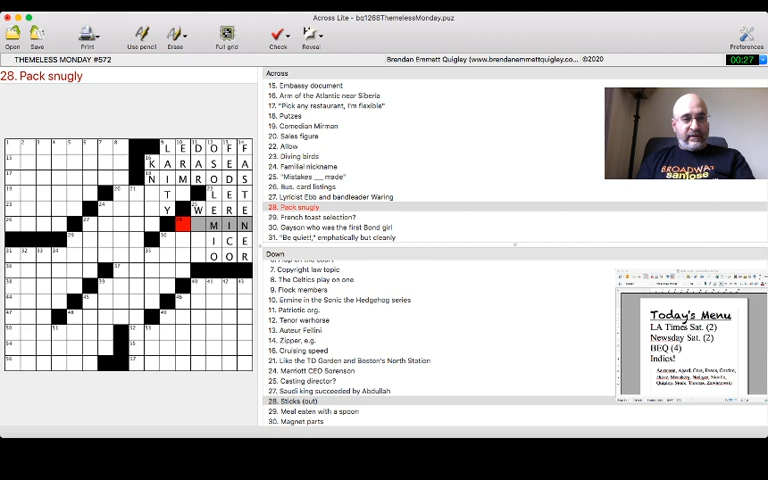 Across Lite - bq1268ThemelessMonday.puz
Open Save Print Use pencil Erase Full grid Check Reveal Preferences
THEMELESS MONDAY #572
Brendan Emmett Quigley (www.brendanemmettquigley.co... ©2020
00:27
28. Pack snugly
Across
15. Embassy document
16. Arm of the Atlantic near Siberia
17. "Pick any restaurant, I'm flexible"
18. Putzes
19. Comedian Mirman
20. Sales figure
22. Allow
23. Diving birds
24. Familial nickname
25. "Mistakes ___ made"
26. Bus. card listings
27. Lyricist Ebb and bandleader Waring
28. Pack snugly
29. French toast selection?
30. Gayson who was the first Bond girl
31. "Be quiet!," emphatically but cleanly
Down
7. Copyright law topic
8. The Celtics play on one
9. Flock members
10. Ermine in the Sonic the Hedgehog series
11. Patriotic org.
12. Tenor warhorse
13. Auteur Fellini
14. Zipper, e.g.
16. Cruising speed
21. Like the TD Garden and Boston's North Station
24. Marriott CEO Sorenson
25. Casting director?
27. Saudi king succeeded by Abdullah
28. Sticks (out)
29. Meal eaten with a spoon
30. Magnet parts
BROADWAY
sanjose
Today's Menu
LA Times Sat. (2)
Newsday Sat. (2)
BEQ (4)
Indies!